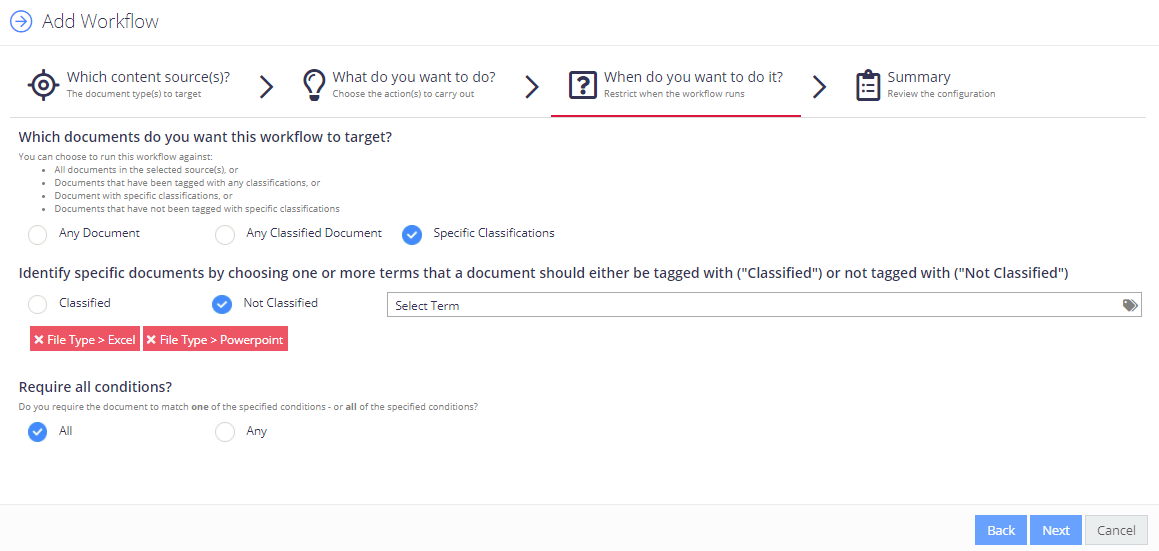 Add Workflow
Which content source(s)?
The document type(s) to target
What do you want to do?
Choose the action(s) to carry out
When do you want to do it?
Restrict when the workflow runs
Summary
Review the configuration
Which documents do you want this workflow to target?
You can choose to run this workflow against:
• All documents in the selected source(s), or
• Documents that have been tagged with any classifications, or
• Document with specific classifications, or
• Documents that have not been tagged with specific classifications
Any Document
Any Classified Document
Specific Classifications
Identify specific documents by choosing one or more terms that a document should either be tagged with ("Classified") or not tagged with ("Not Classified")
Classified
Not Classified
Select Term
File Type > Excel
File Type > Powerpoint
Require all conditions?
Do you require the document to match one of the specified conditions - or all of the specified conditions?
All
Any
Back
Next
Cancel